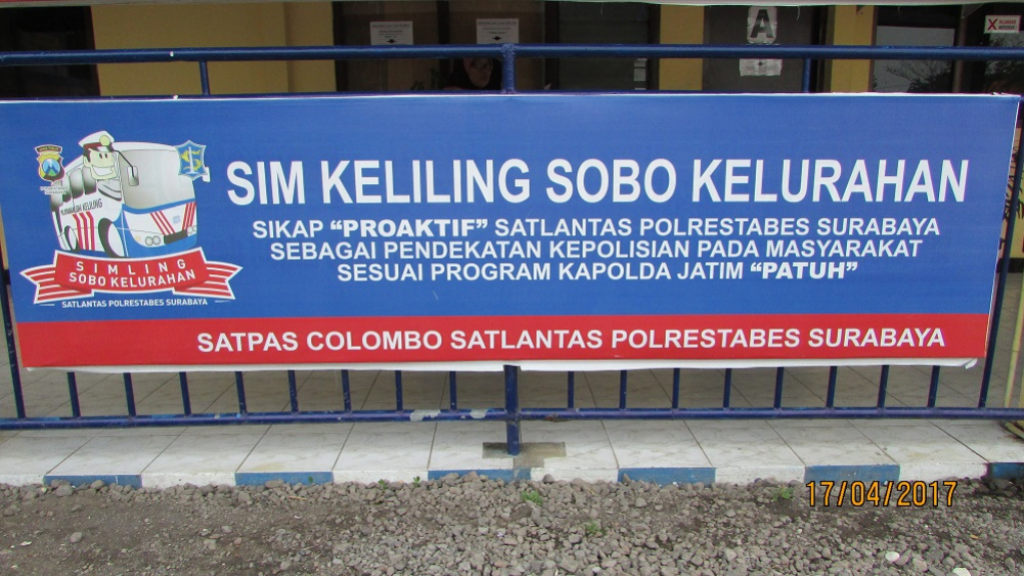 A
SIM KELILING SOBO KELURAHAN
SIKAP “PROAKTIF” SATLANTAS POLRESTABES SURABAYA
SEBAGAI PENDEKATAN KEPOLISIAN PADA MASYARAKAT
SESUAI PROGRAM KAPOLDA JATIM “PATUH”
SIMLING
SOBO KELURAHAN
SATLANTAS POLRESTABES SURABAYA
SATPAS COLOMBO SATLANTAS POLRESTABES SURABAYA
17/04/2017